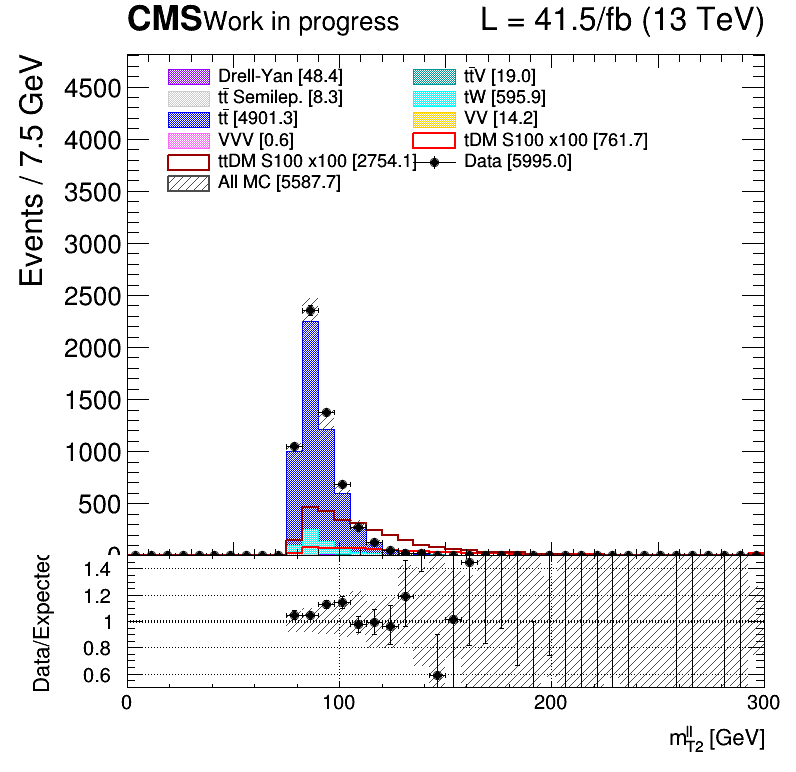 CMS Work in progress L = 41.5/fb (13 TeV)
Events / 7.5 GeV
4500
4000
3500
3000
2500
2000
1500
1000
500
0
Drell-Yan [48.4]
tt̄ Semilep. [8.3]
tt̄ [4901.3]
VVV [0.6]
ttDM S100 x100 [2754.1]
All MC [5587.7]
tt̄V [19.0]
tW [595.9]
VV [14.2]
tDM S100 x100 [761.7]
Data [5995.0]
Data/Expected
1.4
1.2
1
0.8
0.6
0 100 200 300
m^{ll}_{T2} [GeV]